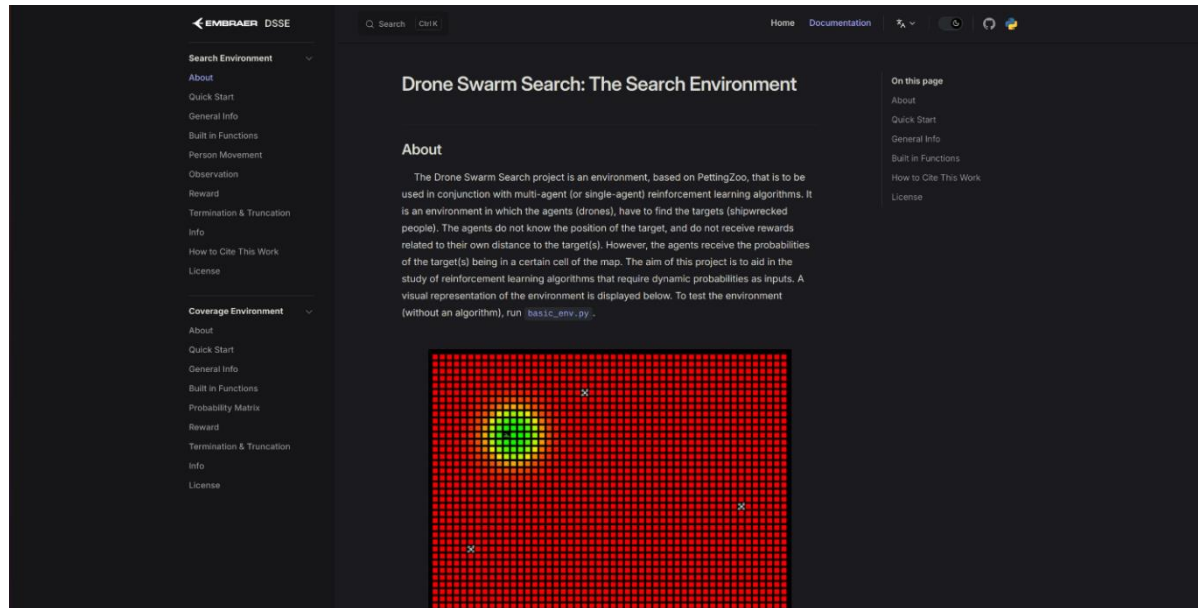 EMBRAER DSSE
Search Ctrl K
Home Documentation
Search Environment
About
Quick Start
General Info
Built in Functions
Person Movement
Observation
Reward
Termination & Truncation
Info
How to Cite This Work
License
Coverage Environment
About
Quick Start
General Info
Built in Functions
Probability Matrix
Reward
Termination & Truncation
Info
License
Drone Swarm Search: The Search Environment
About
The Drone Swarm Search project is an environment, based on PettingZoo, that is to be
used in conjunction with multi-agent (or single-agent) reinforcement learning algorithms. It
is an environment in which the agents (drones), have to find the targets (shipwrecked
people). The agents do not know the position of the target, and do not receive rewards
related to their own distance to the target(s). However, the agents receive the probabilities
of the target(s) being in a certain cell of the map. The aim of this project is to aid in the
study of reinforcement learning algorithms that require dynamic probabilities as inputs. A
visual representation of the environment is displayed below. To test the environment
(without an algorithm), run basic_env.py.
On this page
About
Quick Start
General Info
Built in Functions
How to Cite This Work
License